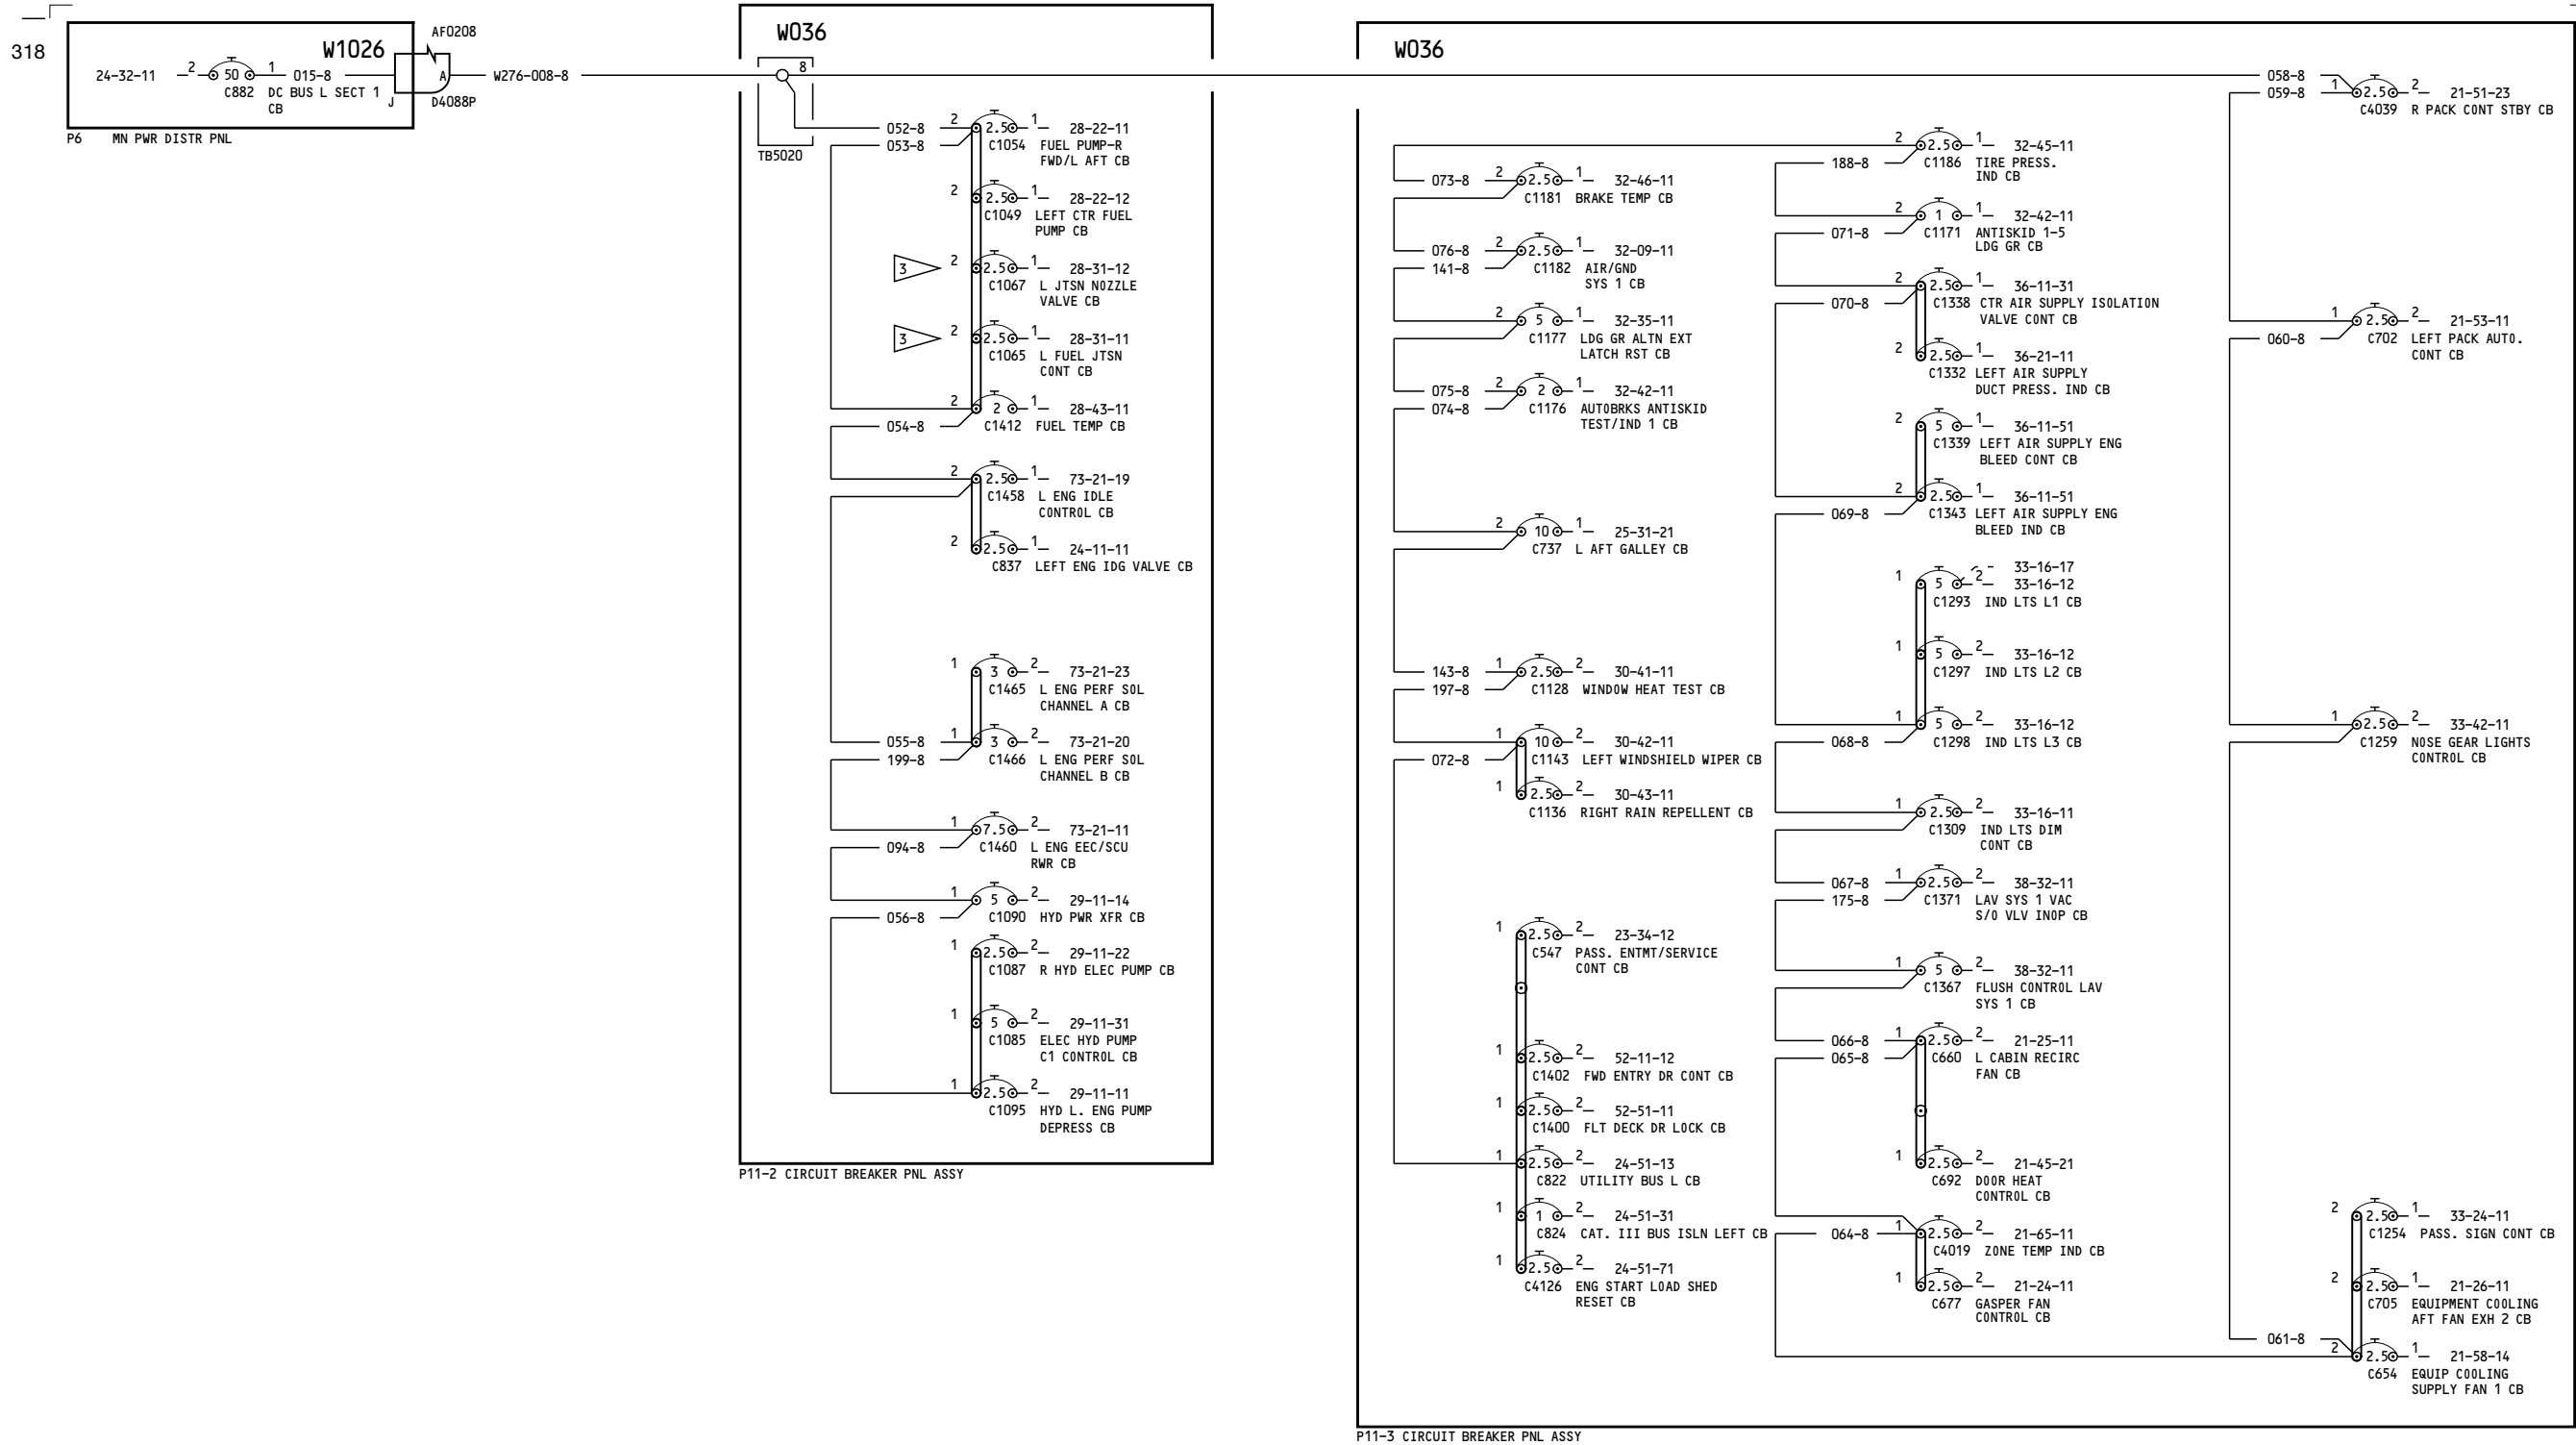 318
W1026
24-32-11
2
50
1
015-8
C882
DC BUS L SECT 1
CB
J
A
AF0208
D4088P
P6 MN PWR DISTR PNL
W276-008-8
W036
8
TB5020
052-8
053-8
2
2.5
1
28-22-11
C1054
FUEL PUMP-R
FWD/L AFT CB
2
2.5
1
28-22-12
C1049
LEFT CTR FUEL
PUMP CB
3
2
2.5
1
28-31-12
C1067
L JTSN NOZZLE
VALVE CB
3
2
2.5
1
28-31-11
C1065
L FUEL JTSN
CONT CB
2
2
1
28-43-11
054-8
C1412
FUEL TEMP CB
2
2.5
1
73-21-19
C1458
L ENG IDLE
CONTROL CB
2
2.5
1
24-11-11
C837
LEFT ENG IDG VALVE CB
1
3
2
73-21-23
C1465
L ENG PERF SOL
CHANNEL A CB
055-8
199-8
1
3
2
73-21-20
C1466
L ENG PERF SOL
CHANNEL B CB
1
7.5
2
73-21-11
094-8
C1460
L ENG EEC/SCU
RWR CB
1
5
2
29-11-14
056-8
C1090
HYD PWR XFR CB
1
2.5
2
29-11-22
C1087
R HYD ELEC PUMP CB
1
5
2
29-11-31
C1085
ELEC HYD PUMP
C1 CONTROL CB
1
2.5
2
29-11-11
C1095
HYD L. ENG PUMP
DEPRESS CB
P11-2 CIRCUIT BREAKER PNL ASSY
W036
073-8
2
2.5
1
32-46-11
C1181
BRAKE TEMP CB
076-8
141-8
2
2.5
1
32-09-11
C1182
AIR/GND
SYS 1 CB
2
5
1
32-35-11
C1177
LDG GR ALTN EXT
LATCH RST CB
075-8
074-8
2
2
1
32-42-11
C1176
AUTOBRKS ANTISKID
TEST/IND 1 CB
2
10
1
25-31-21
C737
L AFT GALLEY CB
143-8
197-8
1
2.5
2
30-41-11
C1128
WINDOW HEAT TEST CB
072-8
1
10
2
30-42-11
C1143
LEFT WINDSHIELD WIPER CB
1
2.5
2
30-43-11
C1136
RIGHT RAIN REPELLENT CB
1
2.5
2
23-34-12
C547
PASS. ENTMT/SERVICE
CONT CB
1
2.5
2
52-11-12
C1402
FWD ENTRY DR CONT CB
1
2.5
2
52-51-11
C1400
FLT DECK DR LOCK CB
1
2.5
2
24-51-13
C822
UTILITY BUS L CB
1
1
2
24-51-31
C824
CAT. III BUS ISLN LEFT CB
1
2.5
2
24-51-71
C4126
ENG START LOAD SHED
RESET CB
188-8
2
2.5
1
32-45-11
C1186
TIRE PRESS.
IND CB
2
1
1
32-42-11
071-8
C1171
ANTISKID 1-5
LDG GR CB
2
2.5
1
36-11-31
070-8
C1338
CTR AIR SUPPLY ISOLATION
VALVE CONT CB
2
2.5
1
36-21-11
C1332
LEFT AIR SUPPLY
DUCT PRESS. IND CB
2
5
1
36-11-51
C1339
LEFT AIR SUPPLY ENG
BLEED CONT CB
2
2.5
1
36-11-51
069-8
C1343
LEFT AIR SUPPLY ENG
BLEED IND CB
33-16-17
1
5
2
33-16-12
C1293
IND LTS L1 CB
1
5
2
33-16-12
C1297
IND LTS L2 CB
1
5
2
33-16-12
068-8
C1298
IND LTS L3 CB
1
2.5
2
33-16-11
C1309
IND LTS DIM
CONT CB
067-8
175-8
1
2.5
2
38-32-11
C1371
LAV SYS 1 VAC
S/O VLV INOP CB
1
5
2
38-32-11
C1367
FLUSH CONTROL LAV
SYS 1 CB
066-8
065-8
1
2.5
2
21-25-11
C660
L CABIN RECIRC
FAN CB
1
2.5
2
21-45-21
C692
DOOR HEAT
CONTROL CB
064-8
1
2.5
2
21-65-11
C4019
ZONE TEMP IND CB
1
2.5
2
21-24-11
C677
GASPER FAN
CONTROL CB
058-8
059-8
1
2.5
2
21-51-23
C4039
R PACK CONT STBY CB
1
2.5
2
21-53-11
060-8
C702
LEFT PACK AUTO.
CONT CB
1
2.5
2
33-42-11
C1259
NOSE GEAR LIGHTS
CONTROL CB
2
2.5
1
33-24-11
C1254
PASS. SIGN CONT CB
2
2.5
1
21-26-11
C705
EQUIPMENT COOLING
AFT FAN EXH 2 CB
061-8
2
2.5
1
21-58-14
C654
EQUIP COOLING
SUPPLY FAN 1 CB
P11-3 CIRCUIT BREAKER PNL ASSY